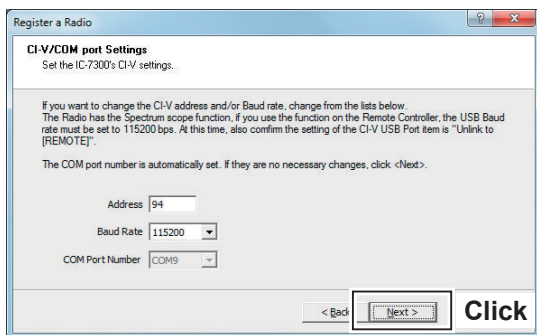 Register a Radio
CI-V/COM port Settings
Set the IC-7300's CI-V settings.
If you want to change the CI-V address and/or Baud rate, change from the lists below.
The Radio has the Spectrum scope function, if you use the function on the Remote Controller, the USB Baud
rate must be set to 115200 bps. At this time, also confirm the setting of the CI-V USB Port item is "Unlink to
[REMOTE]".
The COM port number is automatically set. If they are no necessary changes, click <Next>.
Address 94
Baud Rate 115200
COM Port Number COM9
< Back Next > Click